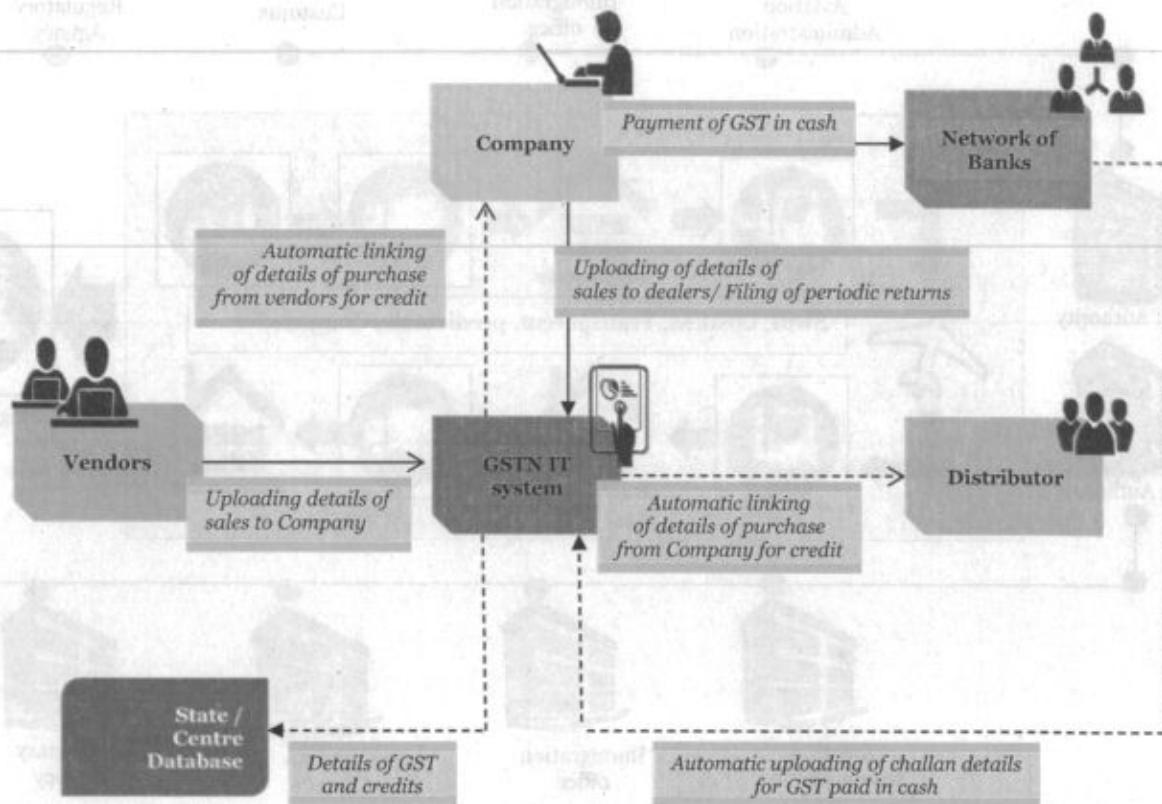 Company
Payment of GST in cash
Network of
Banks
Automatic linking
of details of purchase
from vendors for credit
Uploading of details of
sales to dealers/ Filing of periodic returns
Vendors
Uploading details of
sales to Company
GSTN IT
system
Automatic linking
of details of purchase
from Company for credit
Distributor
State /
Centre
Database
Details of GST
and credits
Automatic uploading of challan details
for GST paid in cash